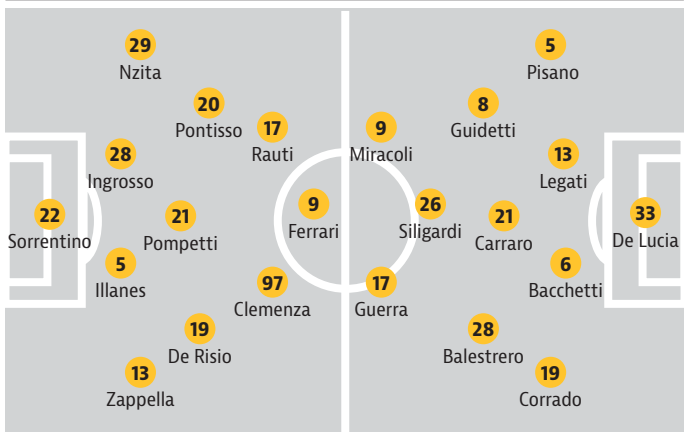 29
Nzita
20
Pontisso
17
Rauti
28
Ingrosso
22
Sorrentino
21
Pompetti
9
Ferrari
5
Illanes
97
Clemenza
19
De Risio
13
Zappella
5
Pisano
8
Guidetti
9
Miracoli
13
Legati
26
Siligardi
21
Carraro
33
De Lucia
6
Bacchetti
17
Guerra
28
Balestrero
19
Corrado